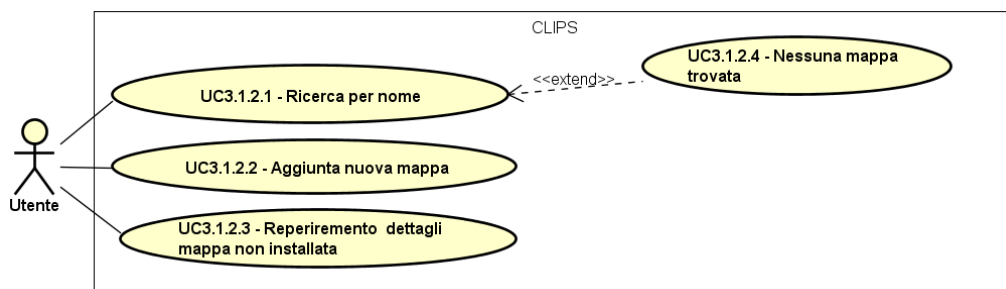 CLIPS
UC3.1.2.4 - Nessuna mappa
trovata
<<extend>>
UC3.1.2.1 - Ricerca per nome
UC3.1.2.2 - Aggiunta nuova mappa
Utente
UC3.1.2.3 - Reperiremento dettagli
mappa non installata